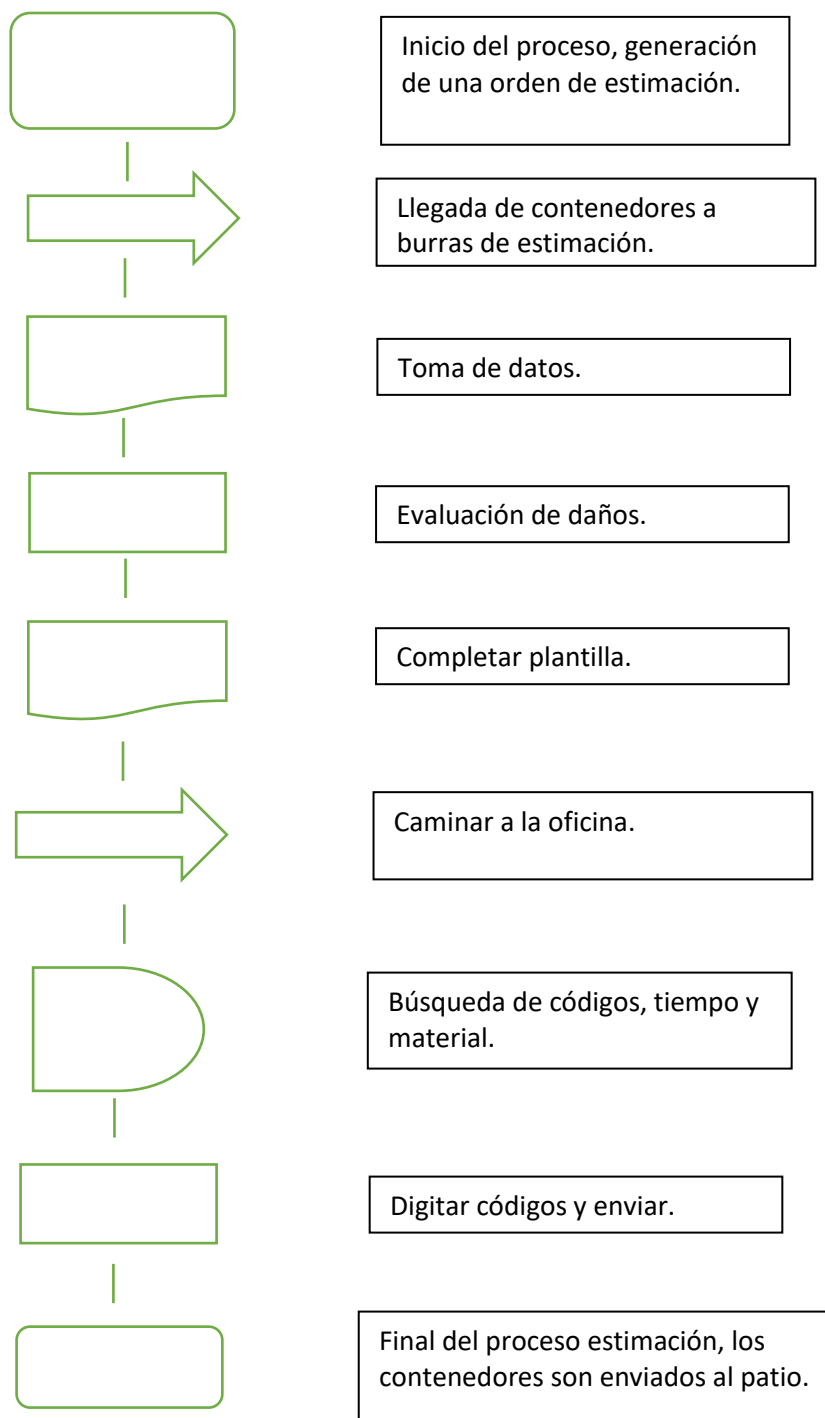 Inicio del proceso, generación
de una orden de estimación.
Llegada de contenedores a
burras de estimación.
Toma de datos.
Evaluación de daños.
Completar plantilla.
Caminar a la oficina.
Búsqueda de códigos, tiempo y
material.
Digitar códigos y enviar.
Final del proceso estimación, los
contenedores son enviados al patio.